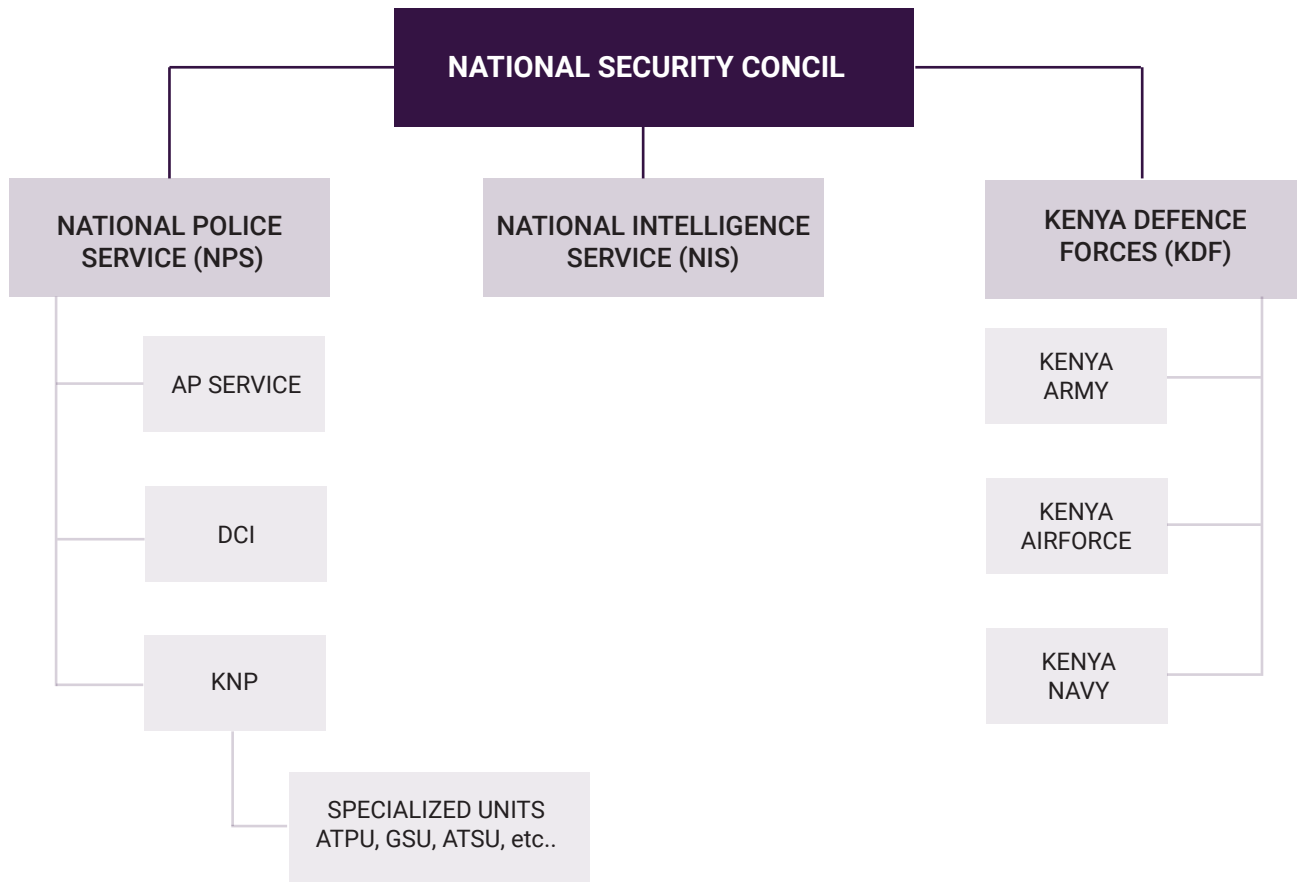 NATIONAL SECURITY CONCIL
NATIONAL POLICE
SERVICE (NPS)
NATIONAL INTELLIGENCE
SERVICE (NIS)
KENYA DEFENCE
FORCES (KDF)
AP SERVICE
DCI
KNP
SPECIALIZED UNITS
ATPU, GSU, ATSU, etc..
KENYA
ARMY
KENYA
AIRFORCE
KENYA
NAVY